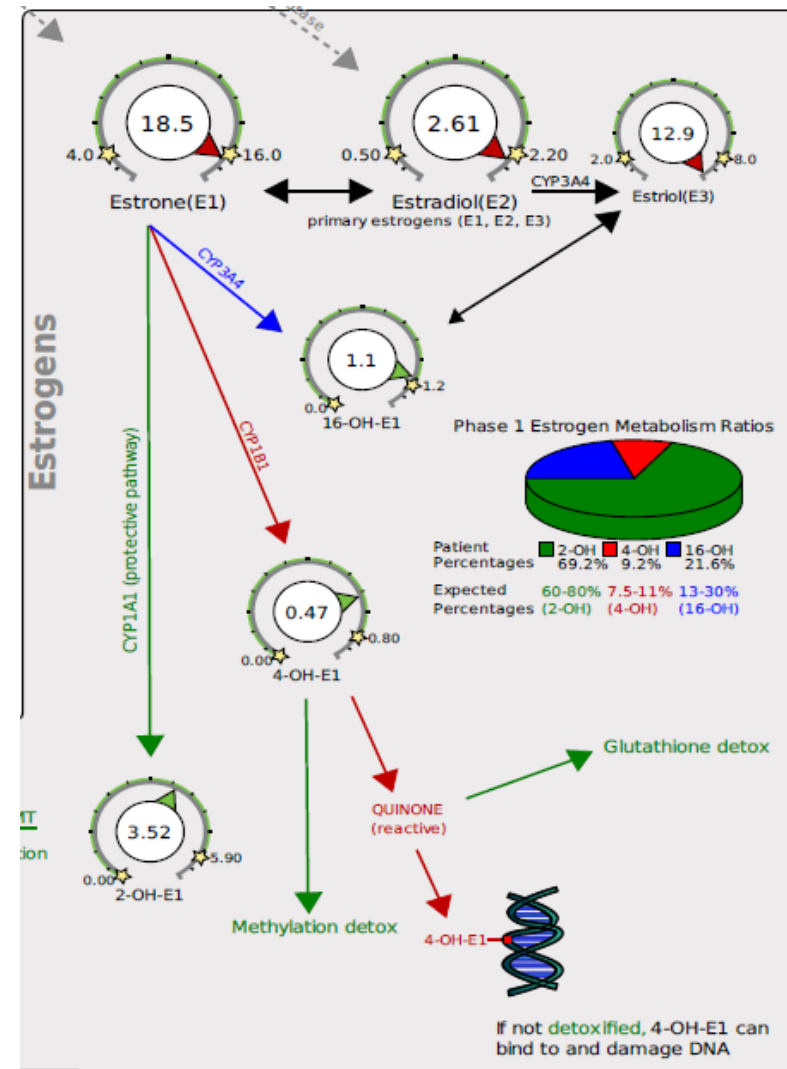 18.5
4.0
16.0
Estrone(E1)
2.61
0.50
2.20
Estradiol(E2)
12.9
2.0
8.0
Estriol(E3)
CYP3A4
primary estrogens (E1, E2, E3)
CYP3A4
1.1
0.0
1.2
16-OH-E1
Estrogens
CYP1A1 (protective pathway)
CYP1B1
Phase 1 Estrogen Metabolism Ratios
Patient 2-OH 4-OH 16-OH
Percentages 69.2% 9.2% 21.6%
Expected 60-80% 7.5-11% 13-30%
Percentages (2-OH) (4-OH) (16-OH)
0.47
0.00
0.80
4-OH-E1
Glutathione detox
QUINONE
(reactive)
3.52
0.00
5.90
2-OH-E1
Methylation detox
4-OH-E1
If not detoxified, 4-OH-E1 can
bind to and damage DNA